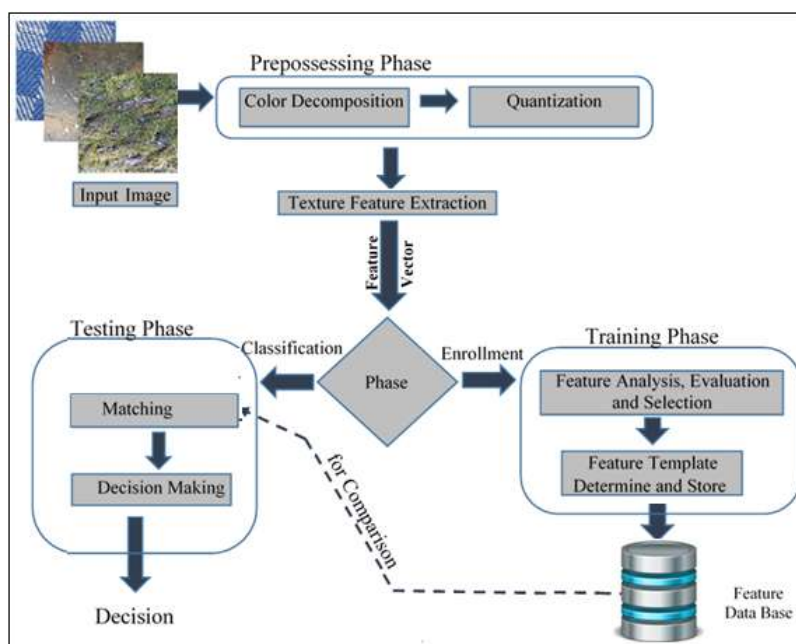 Prepossessing Phase
Color Decomposition
Quantization
Input Image
Texture Feature Extraction
Feature
Vector
Testing Phase
Classification
Phase
Enrollment
Training Phase
Matching
Decision Making
Feature Analysis, Evaluation
and Selection
Feature Template
Determine and Store
for Comparison
Decision
Feature
Data Base